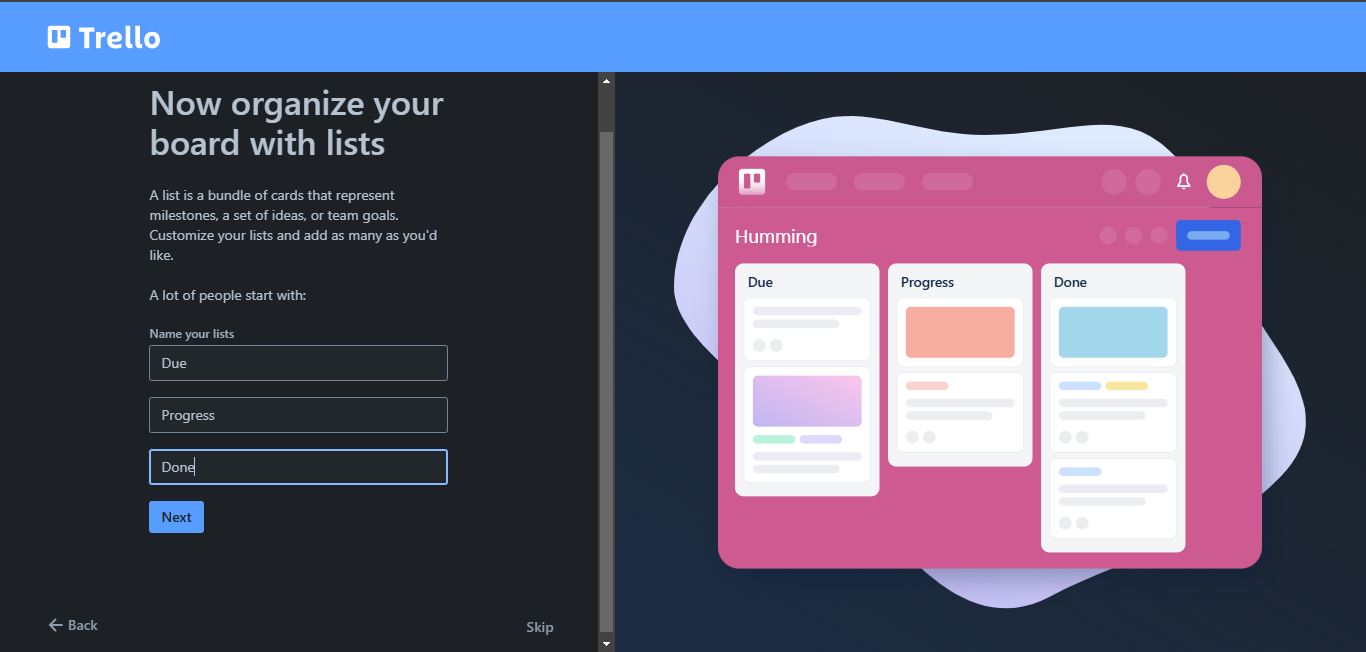 Trello
Now organize your
board with lists
A list is a bundle of cards that represent
milestones, a set of ideas, or team goals.
Customize your lists and add as many as you'd
like.
A lot of people start with:
Name your lists
Due
Progress
Done
Next
Back
Skip
Humming
Due
Progress
Done